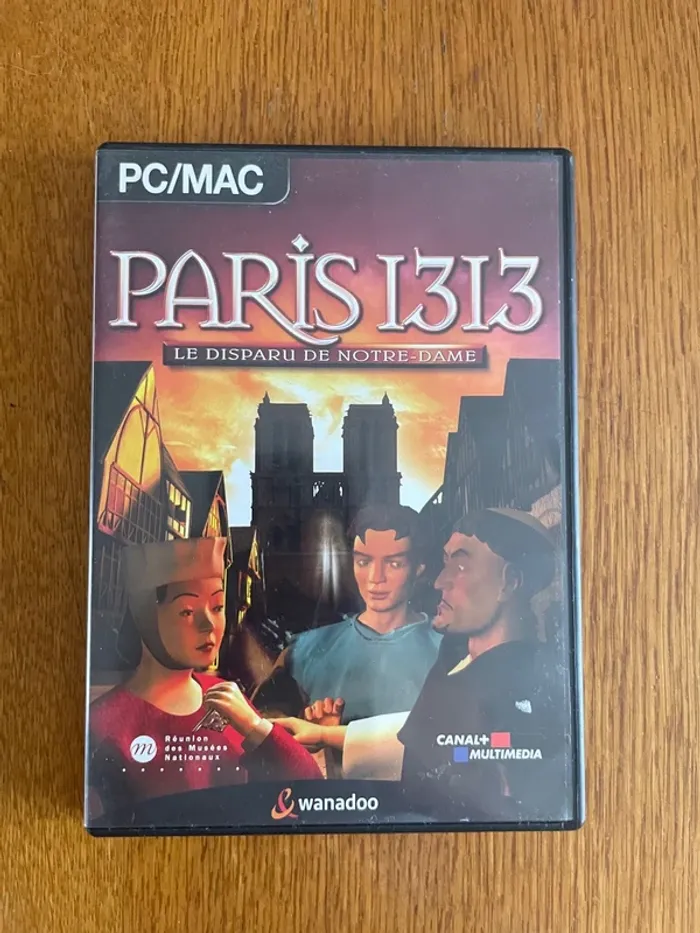 PC/MAC
PARIS 1313
LE DISPARU DE NOTRE-DAME
m
Réunion
des Musées
Nationaux
CANAL+
MULTIMEDIA
& wanadoo